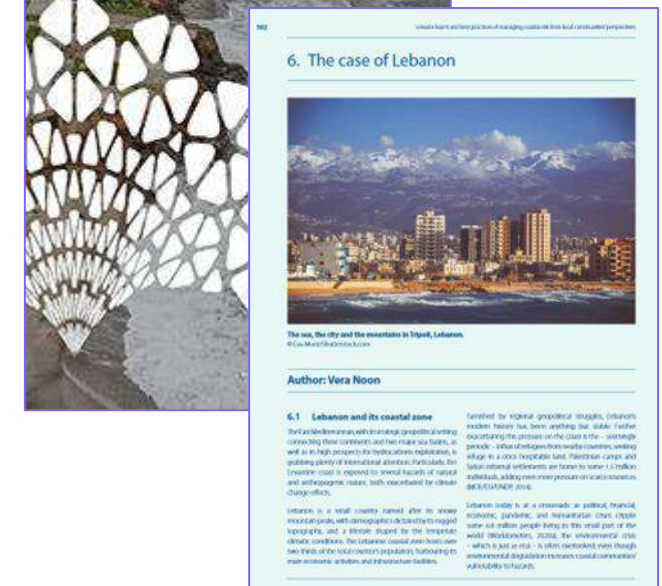 102
Lessons learnt and best practices of managing coastal risk from local communities' perspectives
6. The case of Lebanon
The sea, the city and the mountains in Tripoli, Lebanon.
Author: Vera Noon
6.1 Lebanon and its coastal zone
The East Mediterranean, with its strategic geopolitical setting
connecting three continents and two major sea basins, as
well as its high prospects for hydrocarbons exploitation, is
grabbing plenty of international attention. Particularly, the
Levantine coast is exposed to several hazards of natural
and anthropogenic nature, both exacerbated by climate
change effects.
Lebanon is a small country named after its snowy
mountain peaks, with demographics dictated by its rugged
topography, and a lifestyle shaped by the temperate
climatic conditions. The Lebanese coastal zone hosts over
two thirds of the total country's population, harbouring its
main economic activities and infrastructure facilities.
Tarnished by regional geopolitical struggles, Lebanon's
modern history has been anything but stable. Further
exacerbating this pressure on the coast is the – seemingly
periodic – influx of refugees from nearby countries, seeking
refuge in a once hospitable land. Palestinian camps and
Syrian informal settlements are home to some 1.5 million
individuals, adding even more pressure on scarce resources
Lebanon today is at a crossroads as political, financial,
economic, pandemic, and humanitarian crises cripple
some 6.8 million people living in this small part of the
world (Worldometers, 2020a), the environmental crisis
– which is just as real – is often overlooked, even though
environmental degradation increases coastal communities'
vulnerability to hazards.